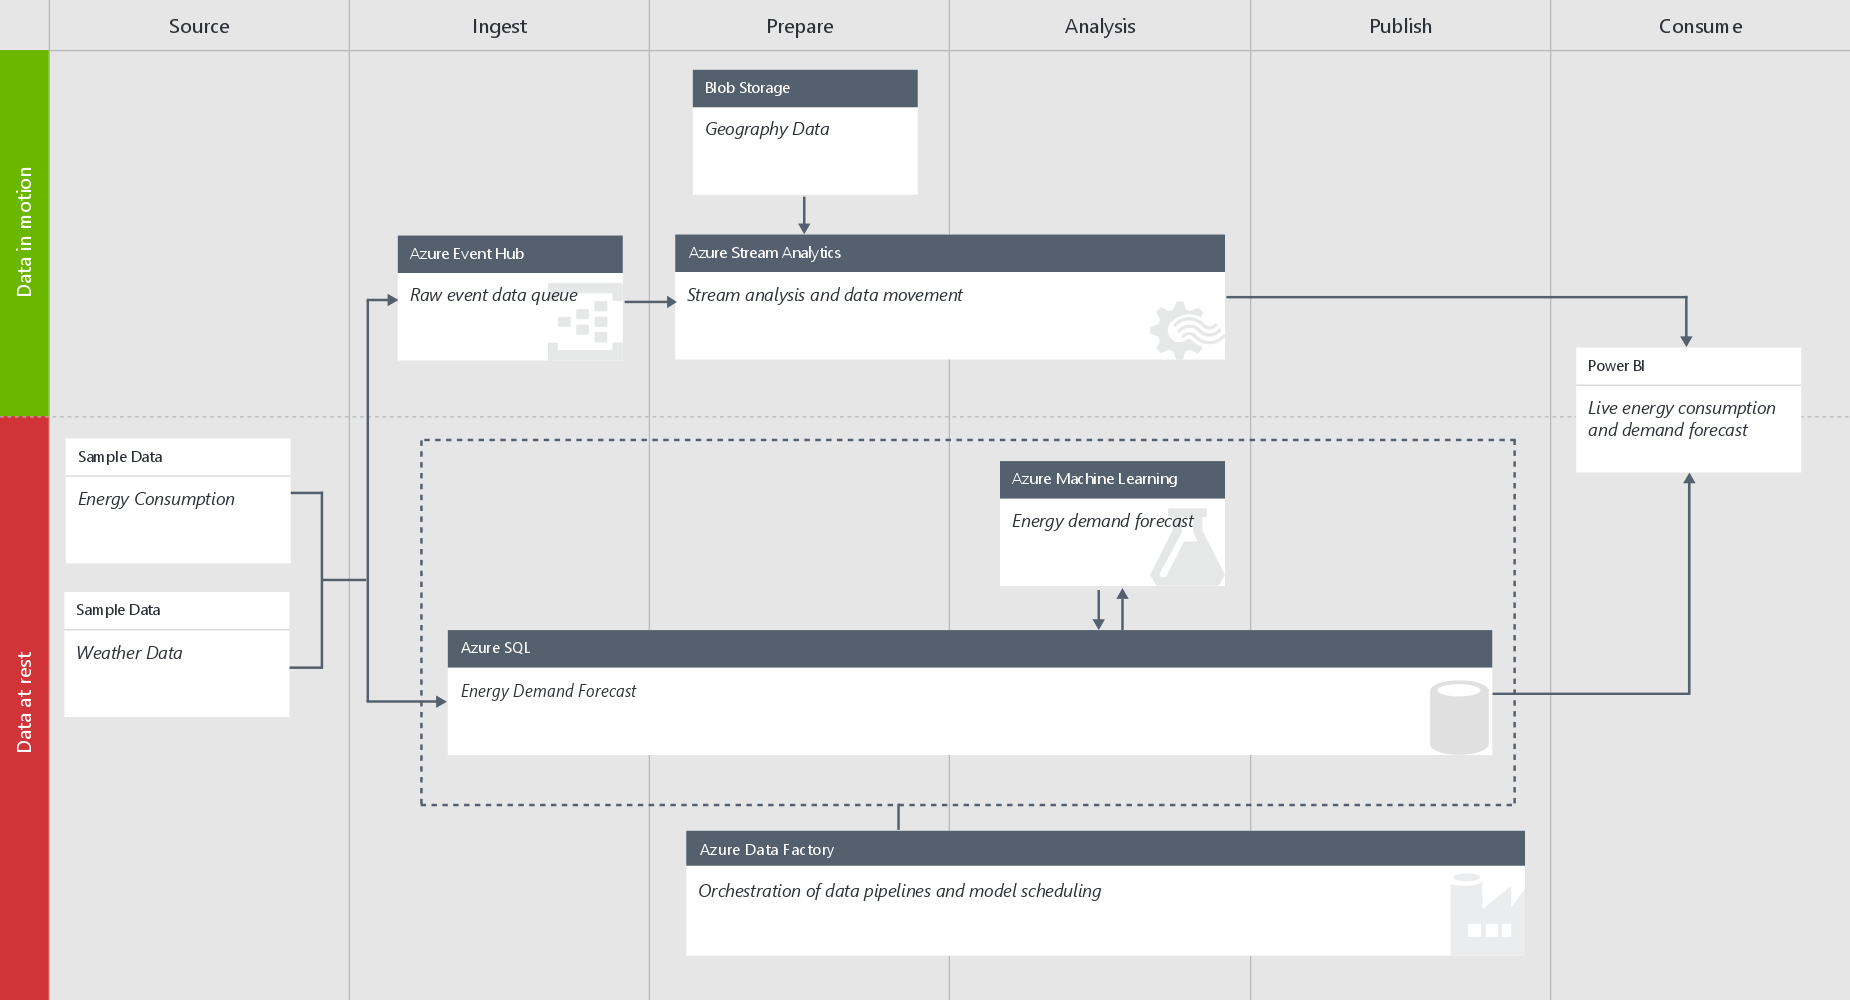 Source
Ingest
Prepare
Analysis
Publish
Consume
Data in motion
Blob Storage
Geography Data
Azure Event Hub
Raw event data queue
Azure Stream Analytics
Stream analysis and data movement
Power BI
Live energy consumption
and demand forecast
Data at rest
Sample Data
Energy Consumption
Sample Data
Weather Data
Azure Machine Learning
Energy demand forecast
Azure SQL
Energy Demand Forecast
Azure Data Factory
Orchestration of data pipelines and model scheduling